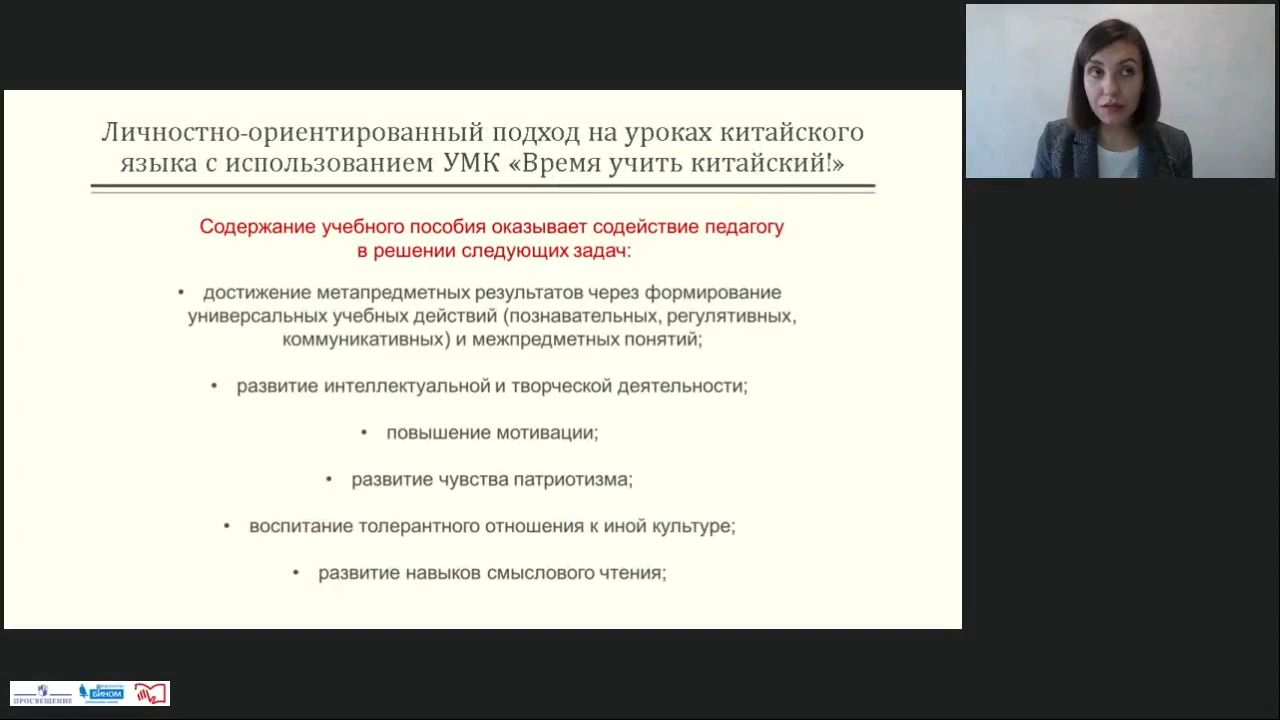 Личностно-ориентированный подход на уроках китайского
языка с использованием УМК «Время учить китайский!»
Содержание учебного пособия оказывает содействие педагогу
в решении следующих задач:
• достижение метапредметных результатов через формирование
универсальных учебных действий (познавательных, регулятивных,
коммуникативных) и межпредметных понятий;
• развитие интеллектуальной и творческой деятельности;
• повышение мотивации;
• развитие чувства патриотизма;
• воспитание толерантного отношения к иной культуре;
• развитие навыков смыслового чтения;
ПРОСВЕЩЕНИЕ
БИНОМ